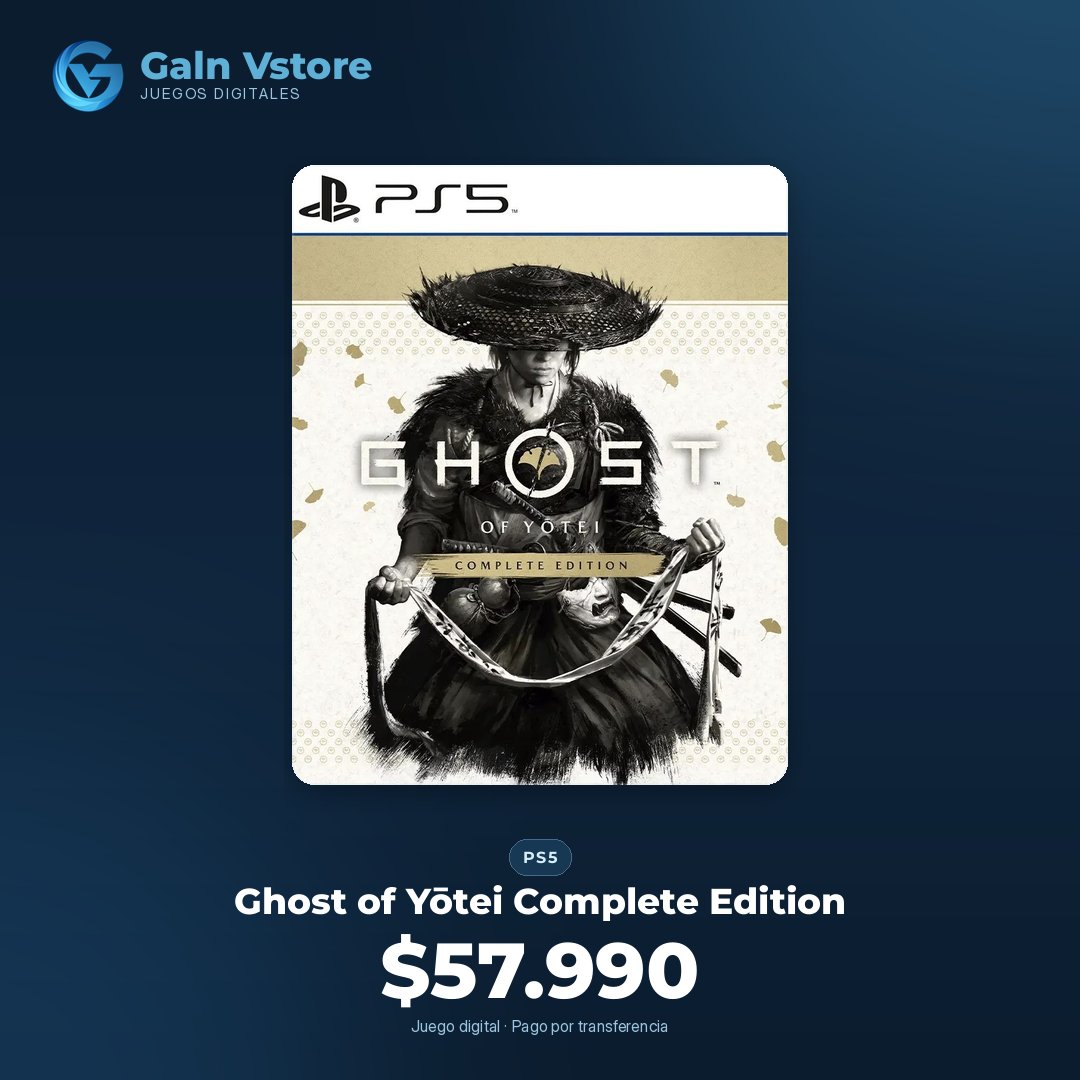 GaIn Vstore
JUEGOS DIGITALES
PS5
GHOST
OF YŌTEI
COMPLETE EDITION
PS5
Ghost of Yōtei Complete Edition
$57.990
Juego digital · Pago por transferencia